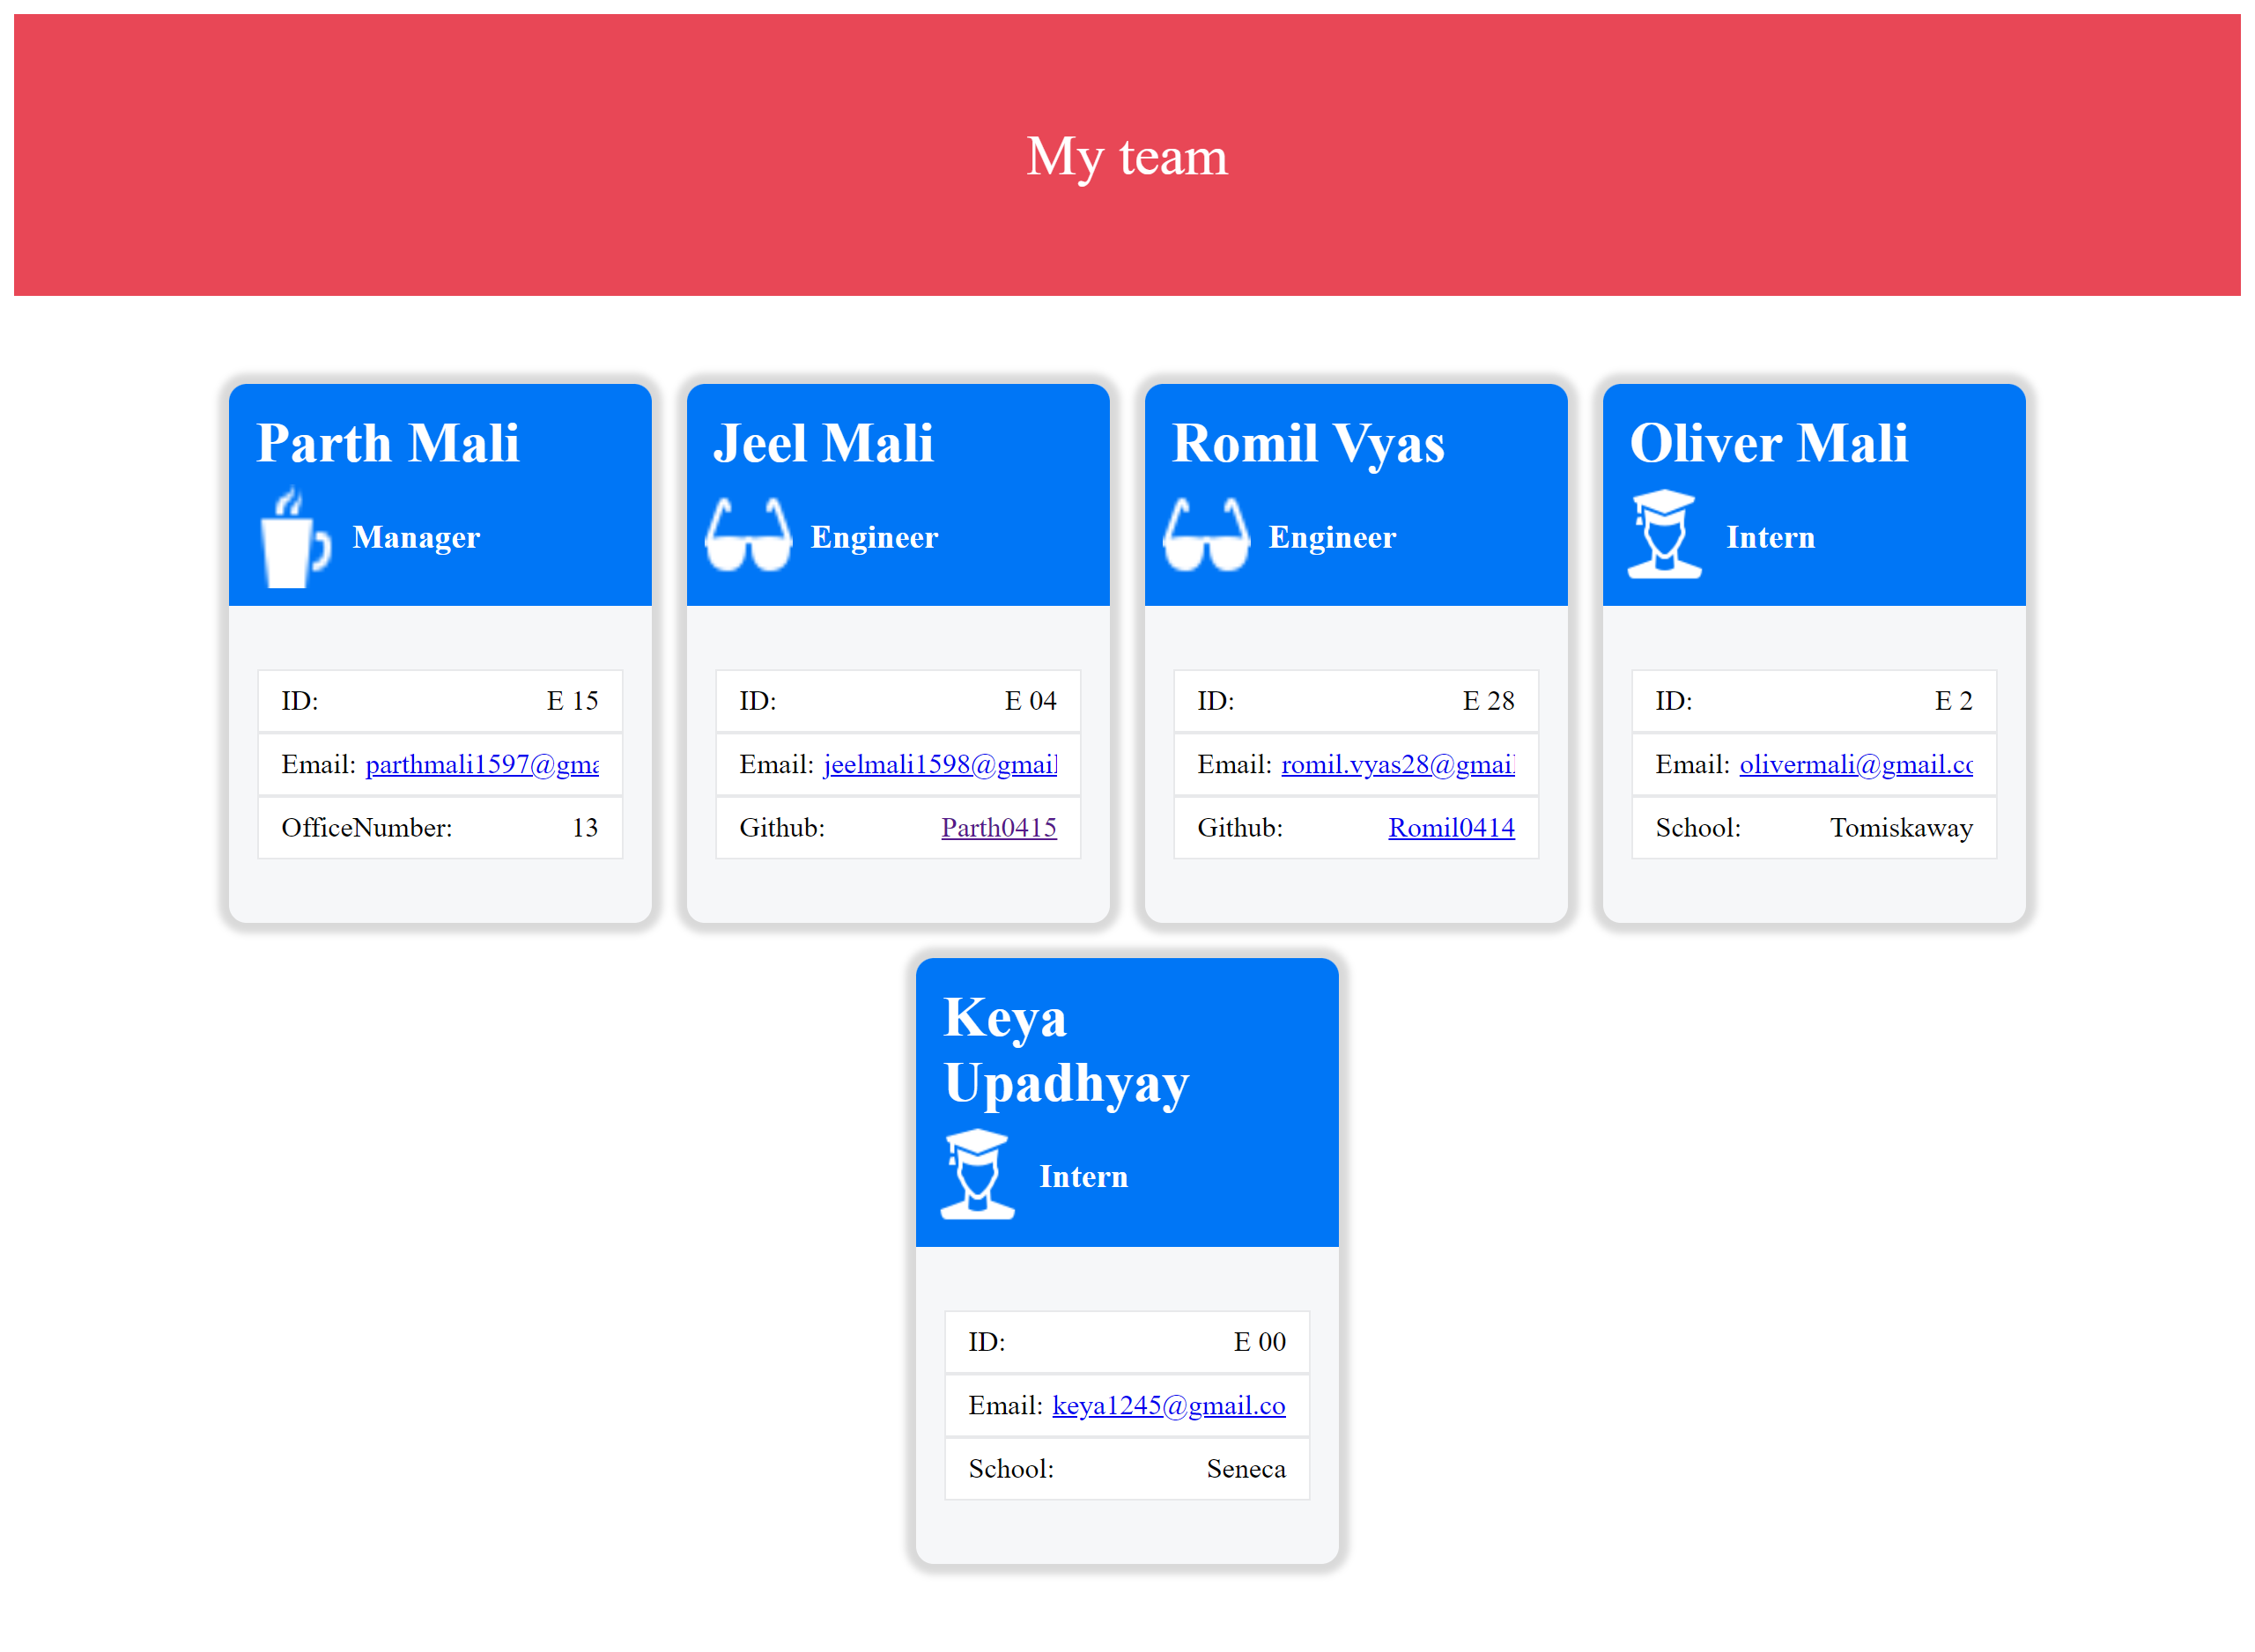 My team
Parth Mali
Manager
ID: E 15
Email: parthmali1597@gma
OfficeNumber: 13
Jeel Mali
Engineer
ID: E 04
Email: jeelmali1598@gmail
Github: Parth0415
Romil Vyas
Engineer
ID: E 28
Email: romil.vyas28@gmail
Github: Romil0414
Oliver Mali
Intern
ID: E 2
Email: olivermali@gmail.co
School: Tomiskaway
Keya
Upadhyay
Intern
ID: E 00
Email: keya1245@gmail.co
School: Seneca